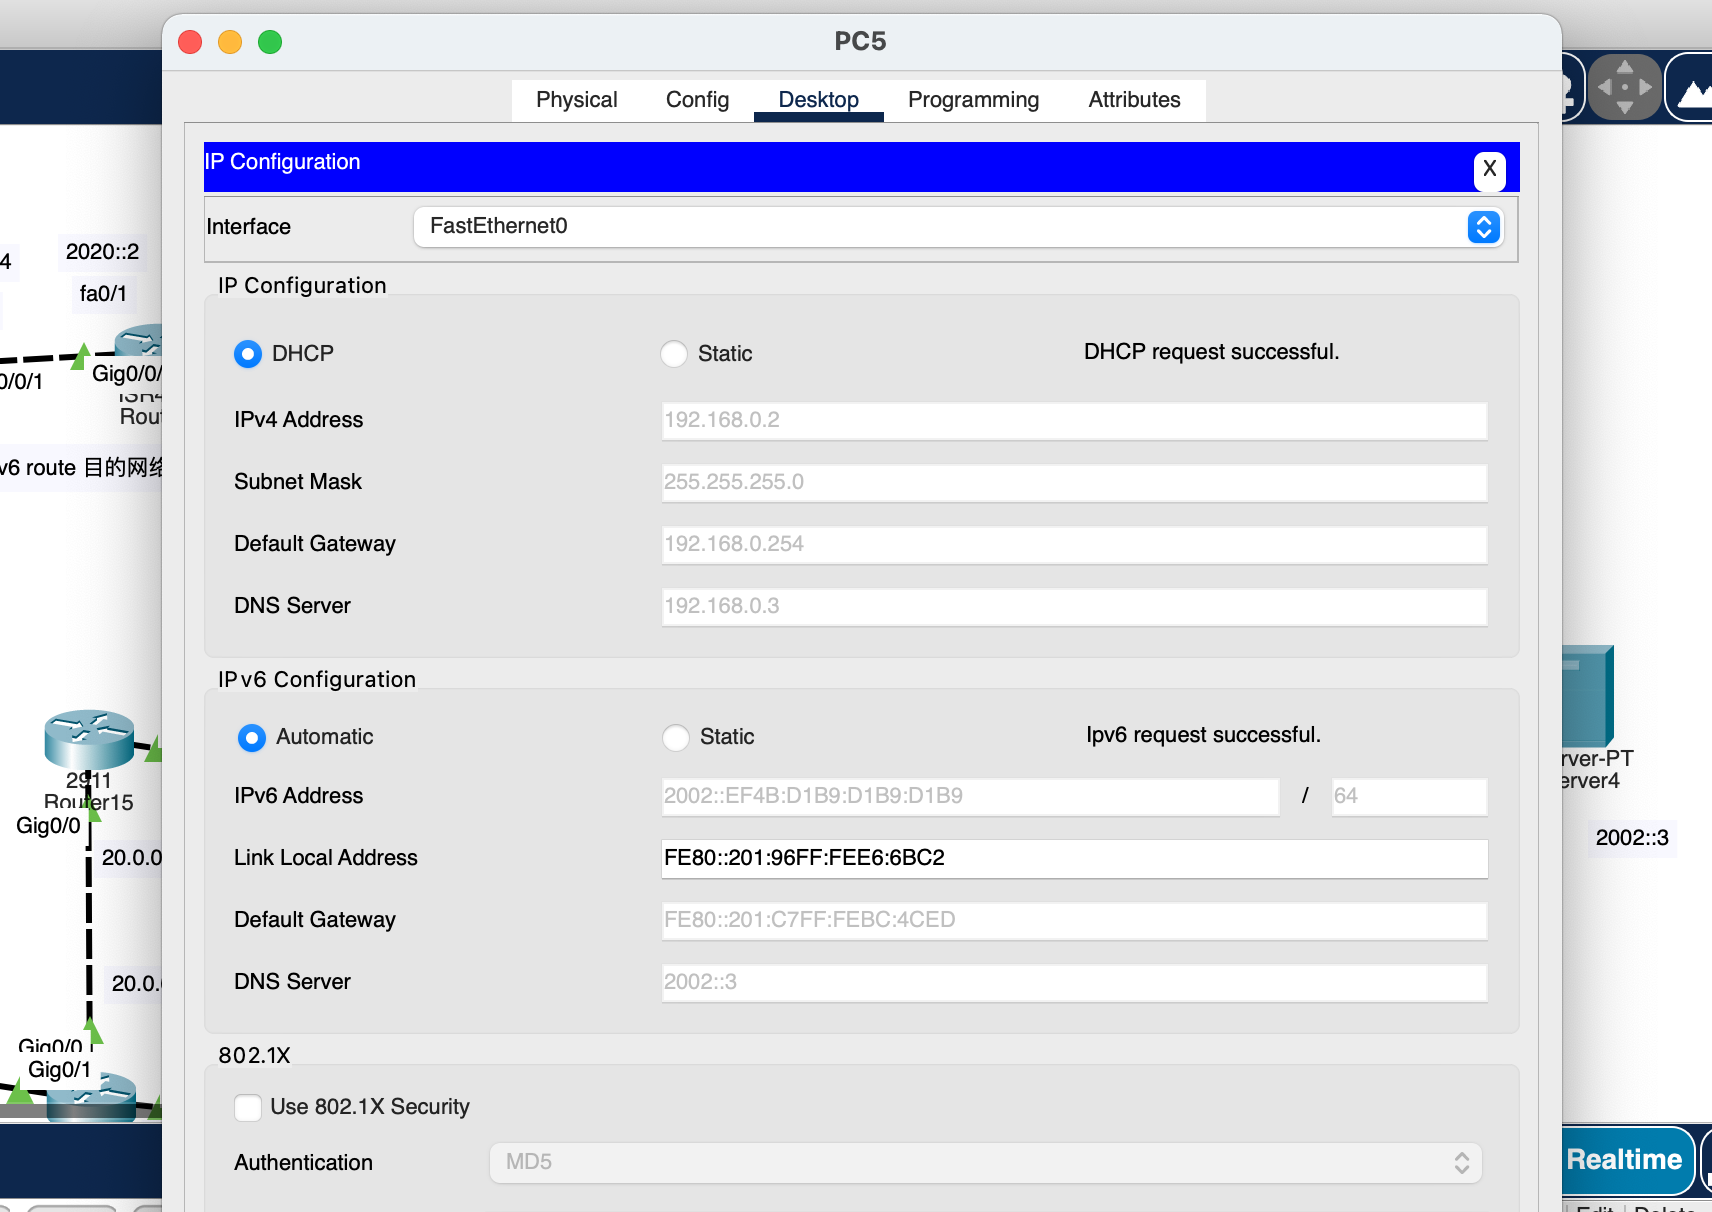 PC5
Physical Config Desktop Programming Attributes
IP Configuration
X
Interface FastEthernet0
IP Configuration
DHCP Static DHCP request successful.
IPv4 Address 192.168.0.2
Subnet Mask 255.255.255.0
Default Gateway 192.168.0.254
DNS Server 192.168.0.3
IPv6 Configuration
Automatic Static Ipv6 request successful.
IPv6 Address 2002::EF4B:D1B9:D1B9:D1B9 / 64
Link Local Address FE80::201:96FF:FEE6:6BC2
Default Gateway FE80::201:C7FF:FEBC:4CED
DNS Server 2002::3
802.1X
Use 802.1X Security
Authentication MD5
4
2020::2
fa0/1
0/0/1
Gig0/0/
ISR4
Rout
v6 route 目的网络
2911
Router15
Gig0/0
20.0.0
20.0.
Gig0/0
Gig0/1
rver-PT
erver4
2002::3
Realtime